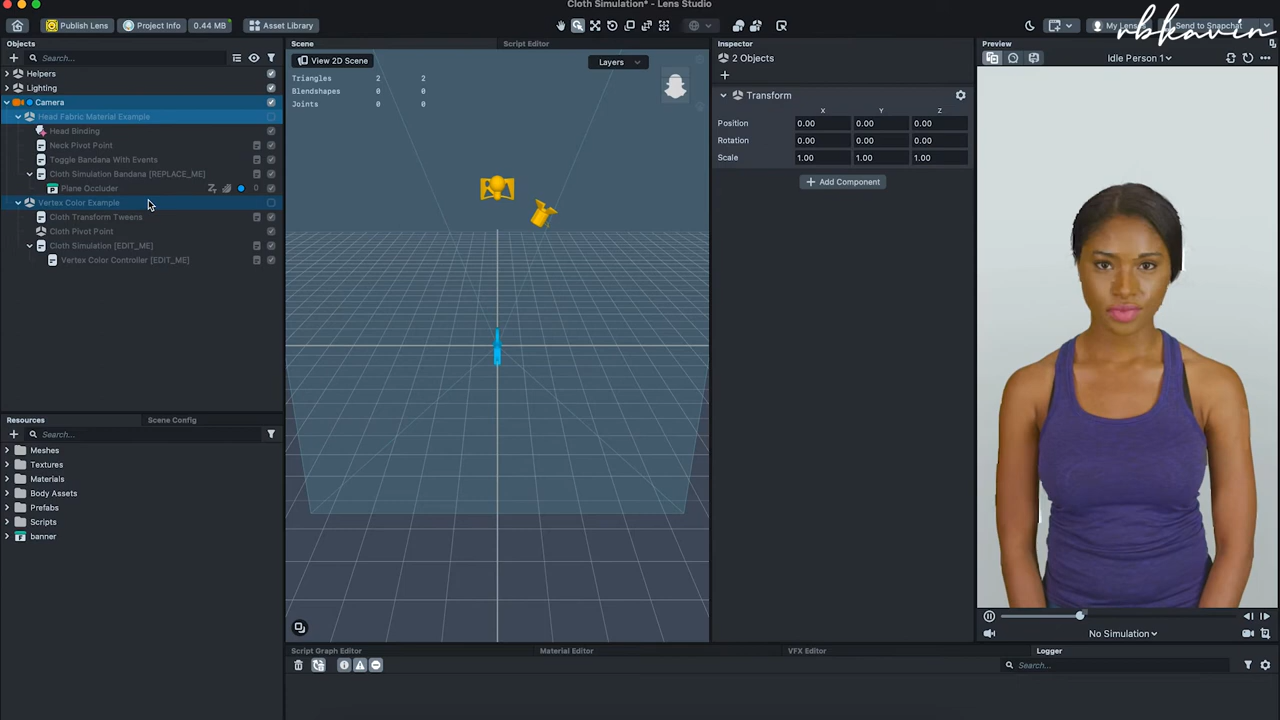 Cloth Simulation* - Lens Studio
Publish Lens
Project Info
0.44 MB
Asset Library
My Lenses
Send to Snapchat
rbkavin
Objects
Search...
Helpers
Lighting
Camera
Head Fabric Material Example
Head Binding
Neck Pivot Point
Toggle Bandana With Events
Cloth Simulation Bandana [REPLACE_ME]
Plane Occluder
0
Vertex Color Example
Cloth Transform Tweens
Cloth Pivot Point
Cloth Simulation [EDIT_ME]
Vertex Color Controller [EDIT_ME]
Resources
Scene Config
Search...
Meshes
Textures
Materials
Body Assets
Prefabs
Scripts
banner
Scene
Script Editor
View 2D Scene
Layers
Triangles 2 2
Blendshapes 0 0
Joints 0 0
Inspector
2 Objects
Transform
X Y Z
Position 0.00 0.00 0.00
Rotation 0.00 0.00 0.00
Scale 1.00 1.00 1.00
Add Component
Preview
Idle Person 1
No Simulation
Script Graph Editor
Material Editor
VFX Editor
Logger
Search...